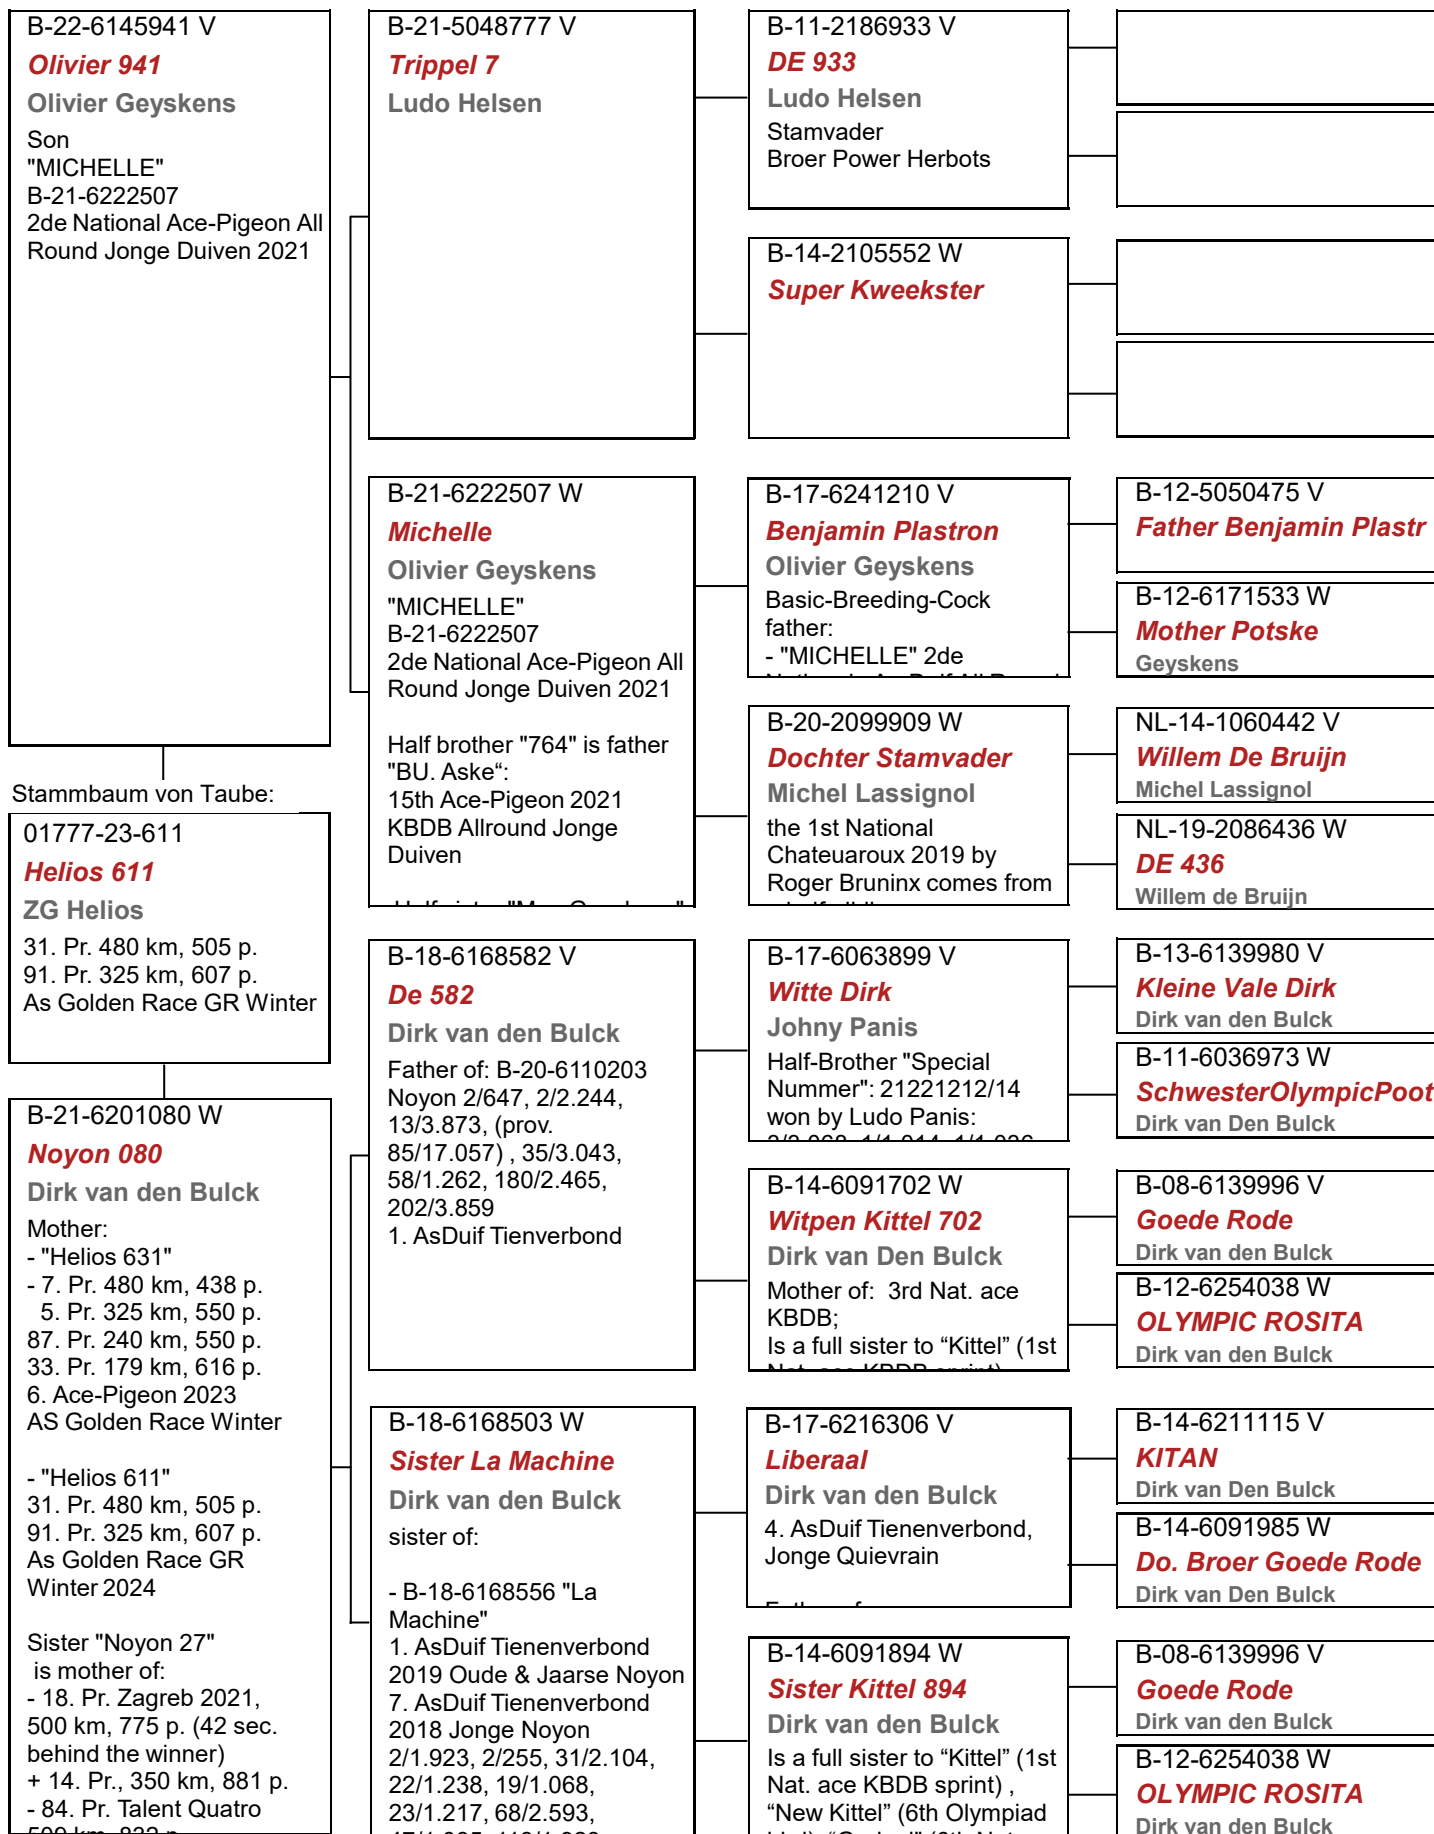 B-22-6145941 V
Olivier 941
Olivier Geyskens
Son
"MICHELLE"
B-21-6222507
2de National Ace-Pigeon All
Round Jonge Duiven 2021
Stammbaum von Taube:
01777-23-611
Helios 611
ZG Helios
31. Pr. 480 km, 505 p.
91. Pr. 325 km, 607 p.
As Golden Race GR Winter
B-21-6201080 W
Noyon 080
Dirk van den Bulck
Mother:
- "Helios 631"
- 7. Pr. 480 km, 438 p.
5. Pr. 325 km, 550 p.
87. Pr. 240 km, 550 p.
33. Pr. 179 km, 616 p.
6. Ace-Pigeon 2023
AS Golden Race Winter
- "Helios 611"
31. Pr. 480 km, 505 p.
91. Pr. 325 km, 607 p.
As Golden Race GR
Winter 2024
Sister "Noyon 27"
is mother of:
- 18. Pr. Zagreb 2021,
500 km, 775 p. (42 sec.
behind the winner)
+ 14. Pr., 350 km, 881 p.
- 84. Pr. Talent Quatro
B-21-5048777 V
Trippel 7
Ludo Helsen
B-21-6222507 W
Michelle
Olivier Geyskens
"MICHELLE"
B-21-6222507
2de National Ace-Pigeon All
Round Jonge Duiven 2021
Half brother "764" is father
"BU. Aske“:
15th Ace-Pigeon 2021
KBDB Allround Jonge
Duiven
B-18-6168582 V
De 582
Dirk van den Bulck
Father of: B-20-6110203
Noyon 2/647, 2/2.244,
13/3.873, (prov.
85/17.057) , 35/3.043,
58/1.262, 180/2.465,
202/3.859
1. AsDuif Tienverbond
B-18-6168503 W
Sister La Machine
Dirk van den Bulck
sister of:
- B-18-6168556 "La
Machine"
1. AsDuif Tienenverbond
2019 Oude & Jaarse Noyon
7. AsDuif Tienenverbond
2018 Jonge Noyon
2/1.923, 2/255, 31/2.104,
22/1.238, 19/1.068,
23/1.217, 68/2.593,
B-11-2186933 V
DE 933
Ludo Helsen
Stamvader
Broer Power Herbots
B-14-2105552 W
Super Kweekster
B-17-6241210 V
Benjamin Plastron
Olivier Geyskens
Basic-Breeding-Cock
father:
- "MICHELLE" 2de
B-20-2099909 W
Dochter Stamvader
Michel Lassignol
the 1st National
Chateuaroux 2019 by
Roger Bruninx comes from
B-17-6063899 V
Witte Dirk
Johny Panis
Half-Brother "Special
Nummer": 21221212/14
won by Ludo Panis:
B-14-6091702 W
Witpen Kittel 702
Dirk van Den Bulck
Mother of:  3rd Nat. ace
KBDB;
Is a full sister to “Kittel” (1st
B-17-6216306 V
Liberaal
Dirk van den Bulck
4. AsDuif Tienenverbond,
Jonge Quievrain
B-14-6091894 W
Sister Kittel 894
Dirk van den Bulck
Is a full sister to “Kittel” (1st
Nat. ace KBDB sprint) ,
“New Kittel” (6th Olympiad
B-12-5050475 V
Father Benjamin Plastr
B-12-6171533 W
Mother Potske
Geyskens
NL-14-1060442 V
Willem De Bruijn
Michel Lassignol
NL-19-2086436 W
DE 436
Willem de Bruijn
B-13-6139980 V
Kleine Vale Dirk
Dirk van den Bulck
B-11-6036973 W
SchwesterOlympicPoot
Dirk van Den Bulck
B-08-6139996 V
Goede Rode
Dirk van den Bulck
B-12-6254038 W
OLYMPIC ROSITA
Dirk van den Bulck
B-14-6211115 V
KITAN
Dirk van Den Bulck
B-14-6091985 W
Do. Broer Goede Rode
Dirk van Den Bulck
B-08-6139996 V
Goede Rode
Dirk van den Bulck
B-12-6254038 W
OLYMPIC ROSITA
Dirk van den Bulck